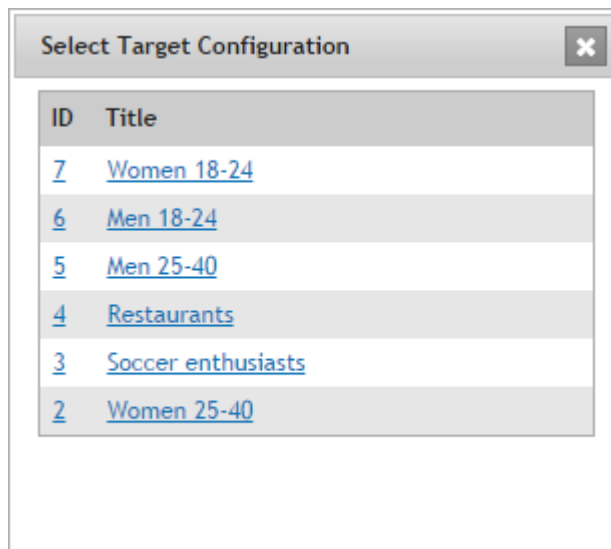 Select Target Configuration
ID Title
7 Women 18-24
6 Men 18-24
5 Men 25-40
4 Restaurants
3 Soccer enthusiasts
2 Women 25-40